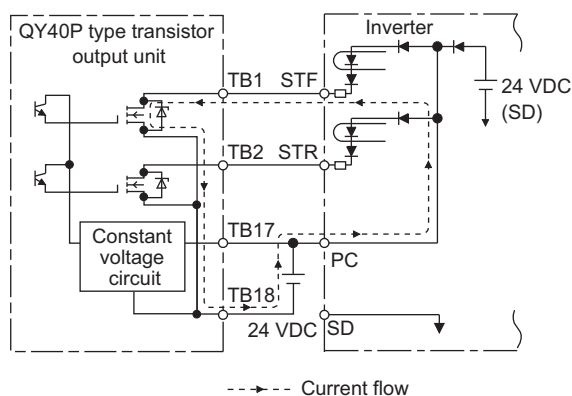 QY40P type transistor
output unit
Inverter
TB1 STF
24 VDC
(SD)
TB2 STR
TB17
Constant
voltage
circuit
PC
TB18
24 VDC SD
Current flow